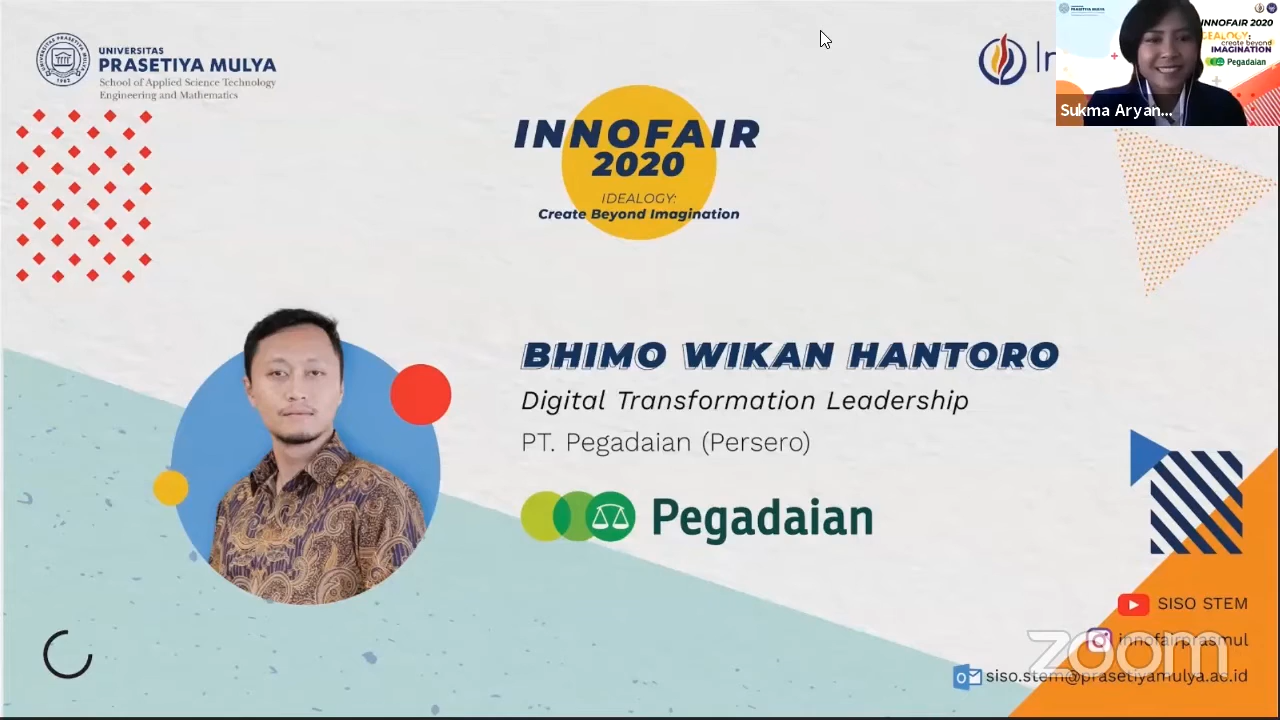 UNIVERSITAS
PRASETIYA MULYA
School of Applied Science Technology
Engineering and Mathematics
INNOFAIR
2020
IDEALOGY:
Create Beyond Imagination
INNOFAIR 2020
create beyond
IMAGINATION
Pegadaian
Sukma Aryan...
BHIMO WIKAN HANTORO
Digital Transformation Leadership
PT. Pegadaian (Persero)
Pegadaian
SISO STEM
innofairprasmul
siso.stem@prasetiyamulya.ac.id
zoom